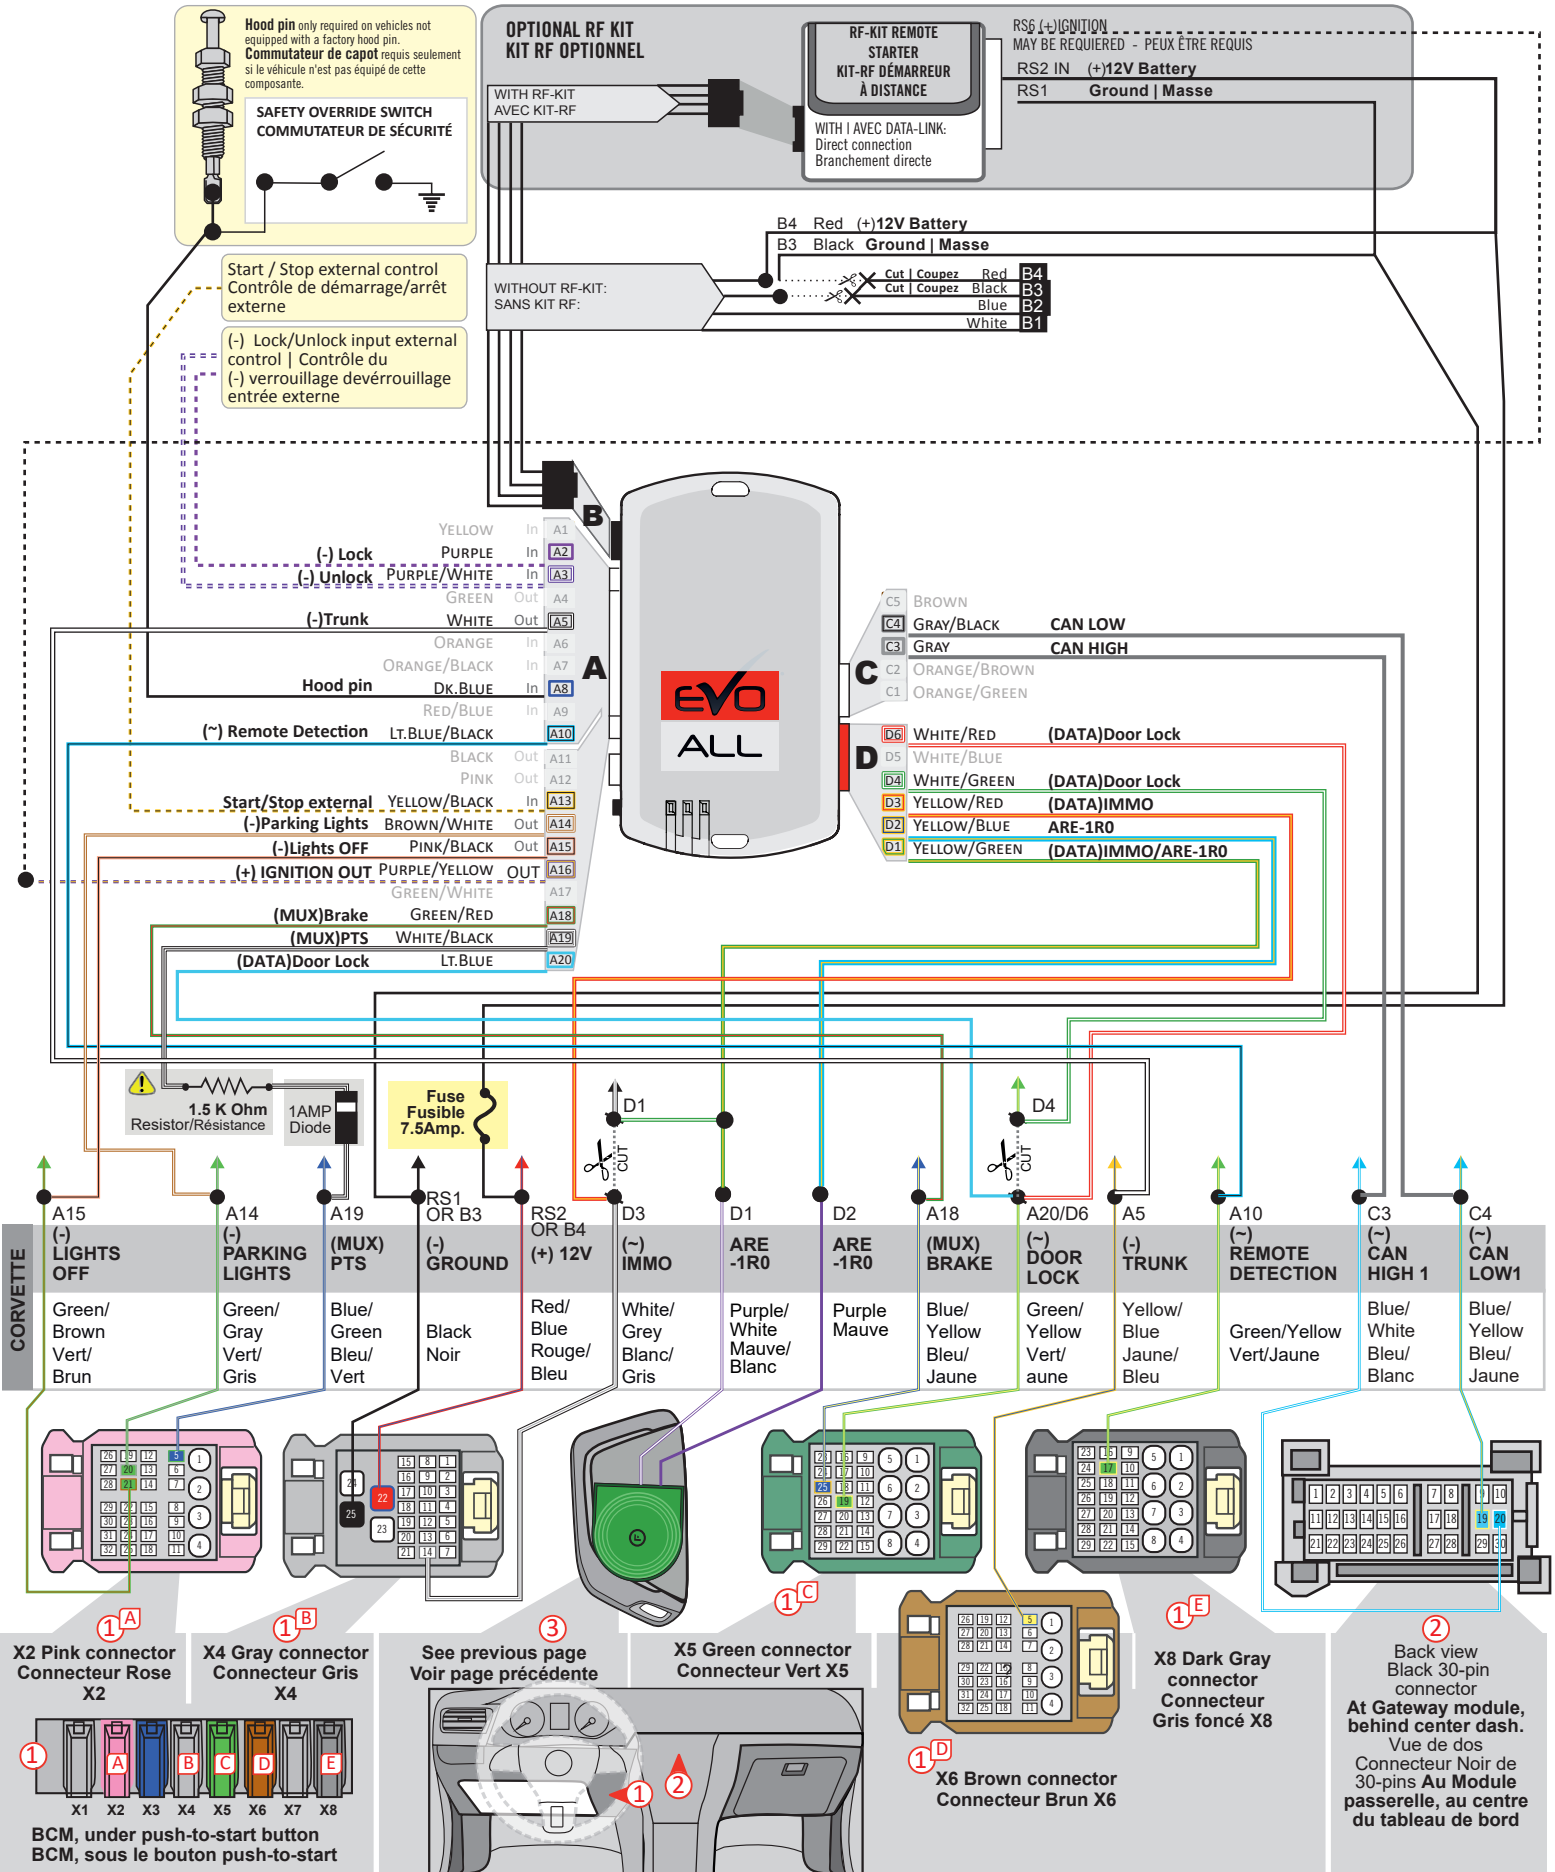 Hood pin only required on vehicles not
equipped with a factory hood pin.
Commutateur de capot requis seulement
si le véhicule n'est pas équipé de cette
composante.
SAFETY OVERRIDE SWITCH
COMMUTATEUR DE SÉCURITÉ
OPTIONAL RF KIT
KIT RF OPTIONNEL
WITH RF-KIT
AVEC KIT-RF
RF-KIT REMOTE
STARTER
KIT-RF DÉMARREUR
À DISTANCE
WITH | AVEC DATA-LINK:
Direct connection
Branchement directe
RS6 (+)IGNITION
MAY BE REQUIERED - PEUX ÊTRE REQUIS
RS2 IN (+)12V Battery
RS1 Ground | Masse
B4 Red (+)12V Battery
B3 Black Ground | Masse
WITHOUT RF-KIT:
SANS KIT RF:
Cut | Coupez Red B4
Cut | Coupez Black B3
Blue B2
White B1
Start / Stop external control
Contrôle de démarrage/arrêt
externe
(-) Lock/Unlock input external
control | Contrôle du
(-) verrouillage devérrouillage
entrée externe
B
A
C
D
EVO
ALL
YELLOW In A1
(-) Lock PURPLE In A2
(-) Unlock PURPLE/WHITE In A3
GREEN Out A4
(-)Trunk WHITE Out A5
ORANGE In A6
ORANGE/BLACK In A7
Hood pin DK.BLUE In A8
RED/BLUE In A9
(~) Remote Detection LT.BLUE/BLACK A10
BLACK Out A11
PINK Out A12
Start/Stop external YELLOW/BLACK In A13
(-)Parking Lights BROWN/WHITE Out A14
(-)Lights OFF PINK/BLACK Out A15
(+) IGNITION OUT PURPLE/YELLOW OUT A16
GREEN/WHITE A17
(MUX)Brake GREEN/RED A18
(MUX)PTS WHITE/BLACK A19
(DATA)Door Lock LT.BLUE A20
C5 BROWN
C4 GRAY/BLACK CAN LOW
C3 GRAY CAN HIGH
C2 ORANGE/BROWN
C1 ORANGE/GREEN
D6 WHITE/RED (DATA)Door Lock
D5 WHITE/BLUE
D4 WHITE/GREEN (DATA)Door Lock
D3 YELLOW/RED (DATA)IMMO
D2 YELLOW/BLUE ARE-1R0
D1 YELLOW/GREEN (DATA)IMMO/ARE-1R0
1.5 K Ohm
Resistor/Résistance
1AMP
Diode
Fuse
Fusible
7.5Amp.
D1
CUT
D4
CUT
CORVETTE
A15
(-)
LIGHTS
OFF
Green/
Brown
Vert/
Brun
A14
(-)
PARKING
LIGHTS
Green/
Gray
Vert/
Gris
A19
(MUX)
PTS
Blue/
Green
Bleu/
Vert
RS1
OR B3
(-)
GROUND
Black
Noir
RS2
OR B4
(+) 12V
Red/
Blue
Rouge/
Bleu
D3
(~)
IMMO
White/
Grey
Blanc/
Gris
D1
ARE
-1R0
Purple/
White
Mauve/
Blanc
D2
ARE
-1R0
Purple
Mauve
A18
(MUX)
BRAKE
Blue/
Yellow
Bleu/
Jaune
A20/D6
(~)
DOOR
LOCK
Green/
Yellow
Vert/
aune
A5
(-)
TRUNK
Yellow/
Blue
Jaune/
Bleu
A10
(~)
REMOTE
DETECTION
Green/Yellow
Vert/Jaune
C3
(~)
CAN
HIGH 1
Blue/
White
Bleu/
Blanc
C4
(~)
CAN
LOW1
Blue/
Yellow
Bleu/
Jaune
1 A
X2 Pink connector
Connecteur Rose
X2
1 B
X4 Gray connector
Connecteur Gris
X4
3
See previous page
Voir page précédente
1 C
X5 Green connector
Connecteur Vert X5
1 D
X6 Brown connector
Connecteur Brun X6
1 E
X8 Dark Gray
connector
Connecteur
Gris foncé X8
2
Back view
Black 30-pin
connector
At Gateway module,
behind center dash.
Vue de dos
Connecteur Noir de
30-pins Au Module
passerelle, au centre
du tableau de bord
1
A B C D E
X1 X2 X3 X4 X5 X6 X7 X8
BCM, under push-to-start button
BCM, sous le bouton push-to-start
1
2